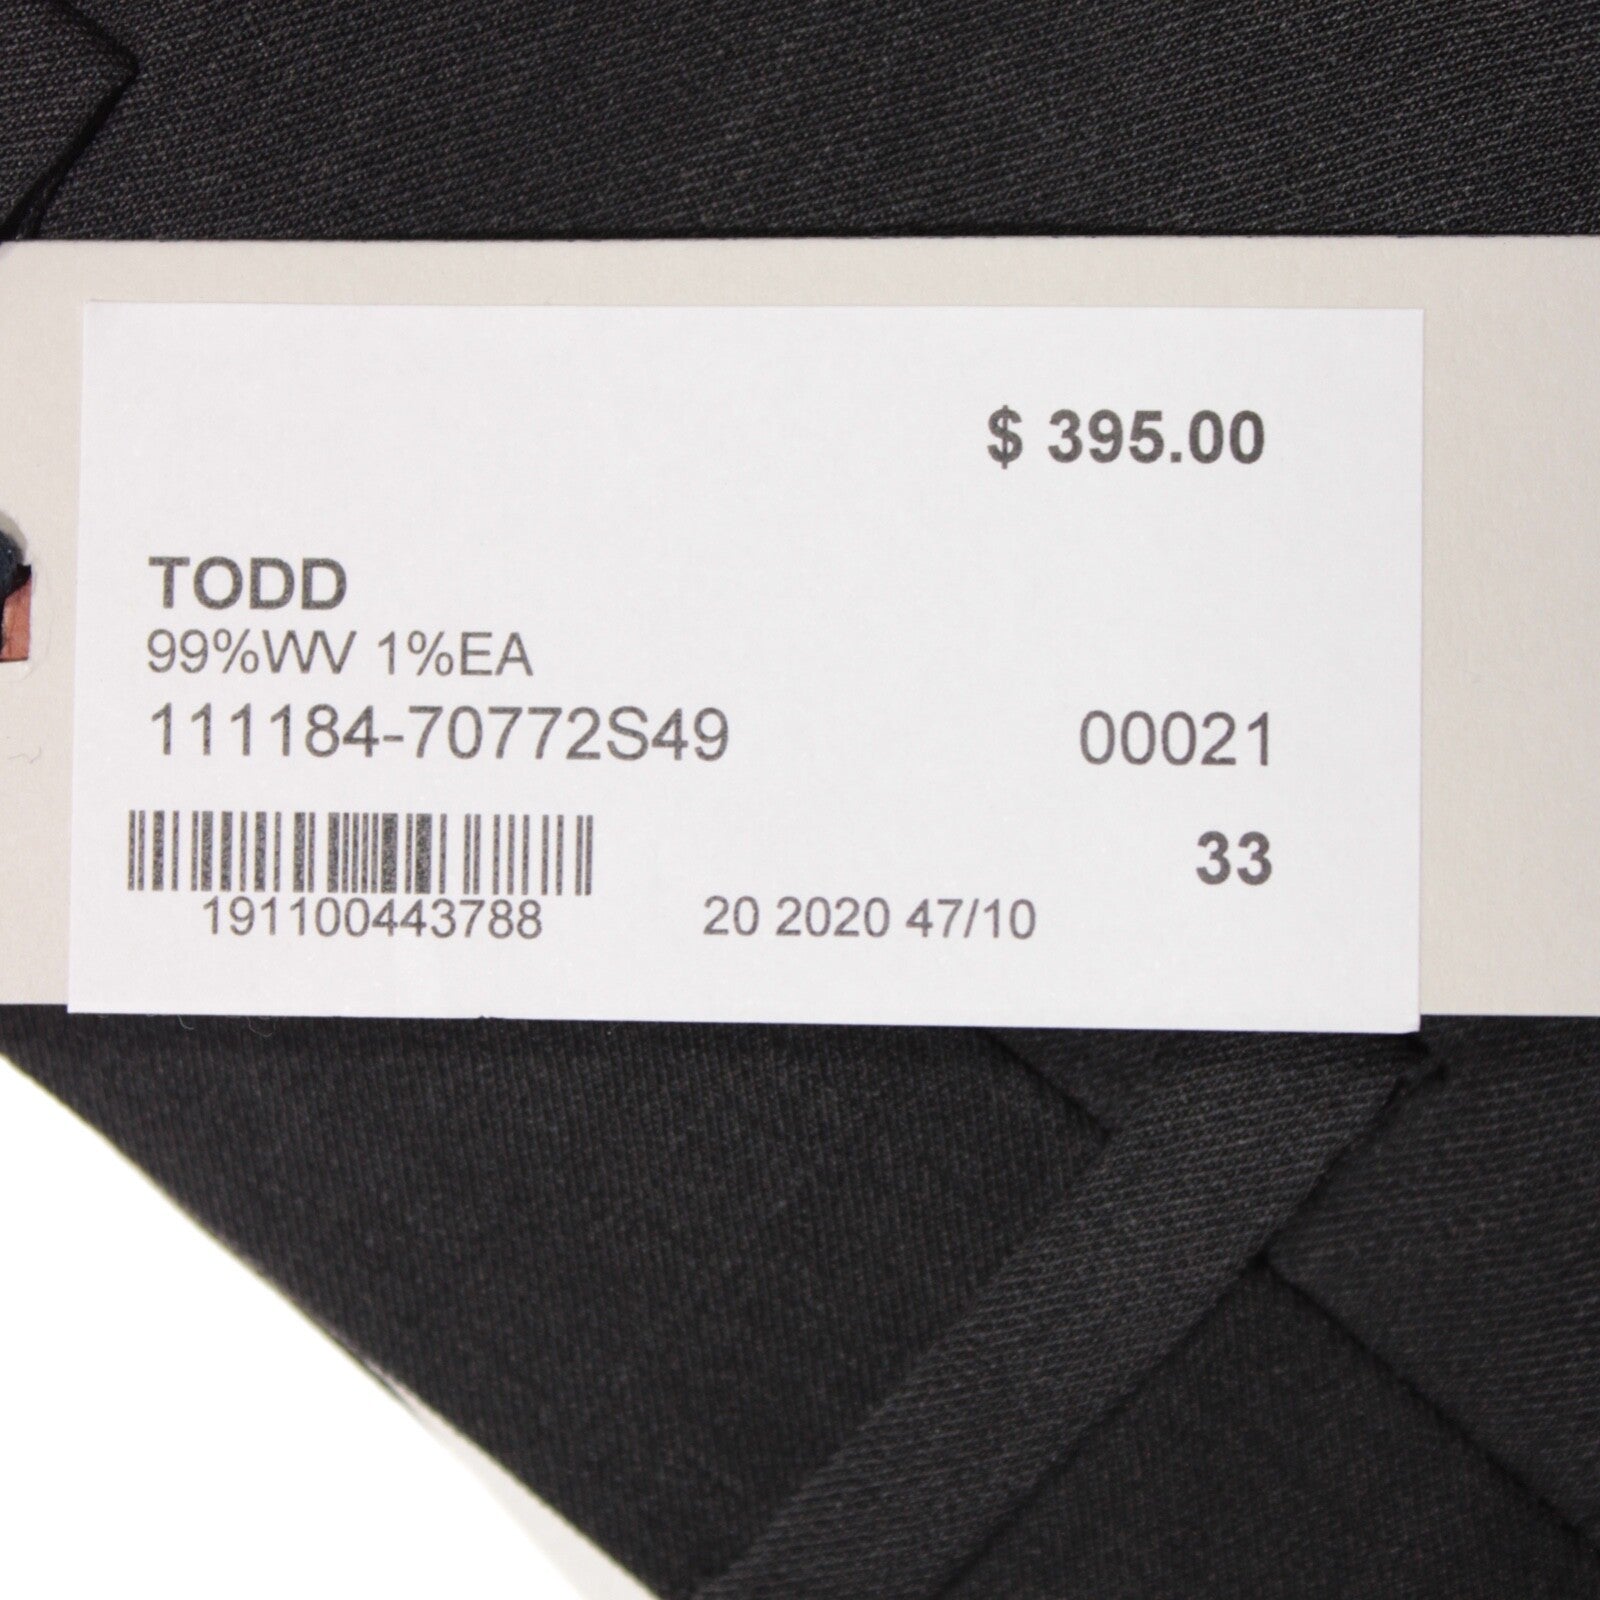 $ 395.00
TODD
99%WV 1%EA
111184-70772S49 00021
33
191100443788 20 2020 47/10